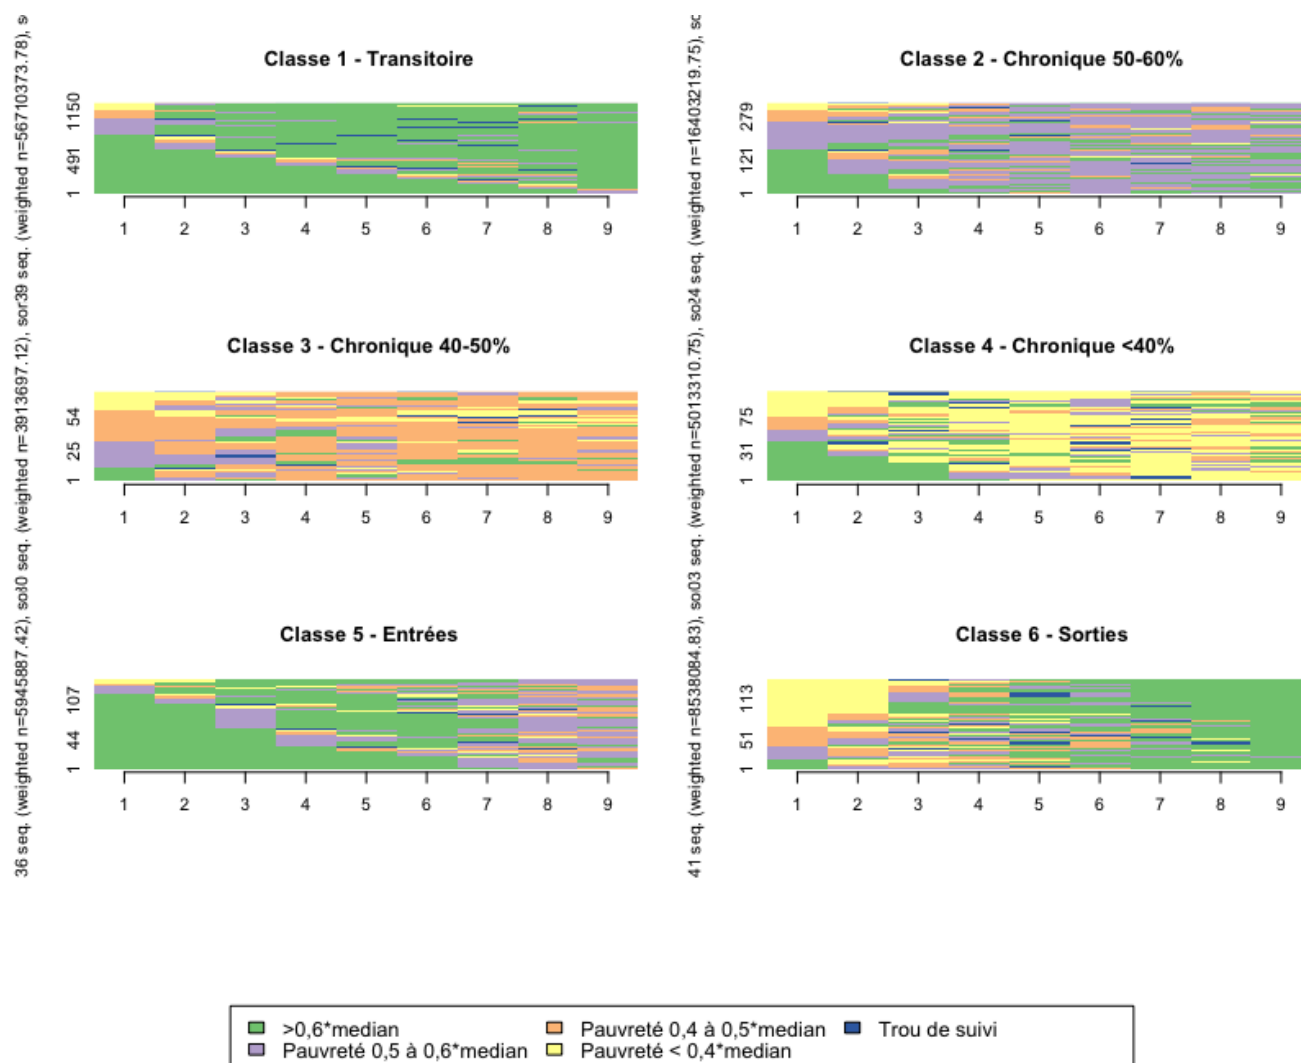 Classe 1 - Transitoire
1 491 1150
1 2 3 4 5 6 7 8 9
Classe 2 - Chronique 50-60%
1 121 279
1 2 3 4 5 6 7 8 9
Classe 3 - Chronique 40-50%
1 25 54
1 2 3 4 5 6 7 8 9
Classe 4 - Chronique <40%
1 31 75
1 2 3 4 5 6 7 8 9
Classe 5 - Entrées
1 44 107
1 2 3 4 5 6 7 8 9
Classe 6 - Sorties
1 51 113
1 2 3 4 5 6 7 8 9
36 seq. (weighted n=5945887.42), seq. (weighted n=3913697.12), seq. (weighted n=56710373.78),
41 seq. (weighted n=8538084.83), seq. (weighted n=5013310.75), seq. (weighted n=16403219.75),
>0,6*median
Pauvreté 0,4 à 0,5*median
Trou de suivi
Pauvreté 0,5 à 0,6*median
Pauvreté < 0,4*median